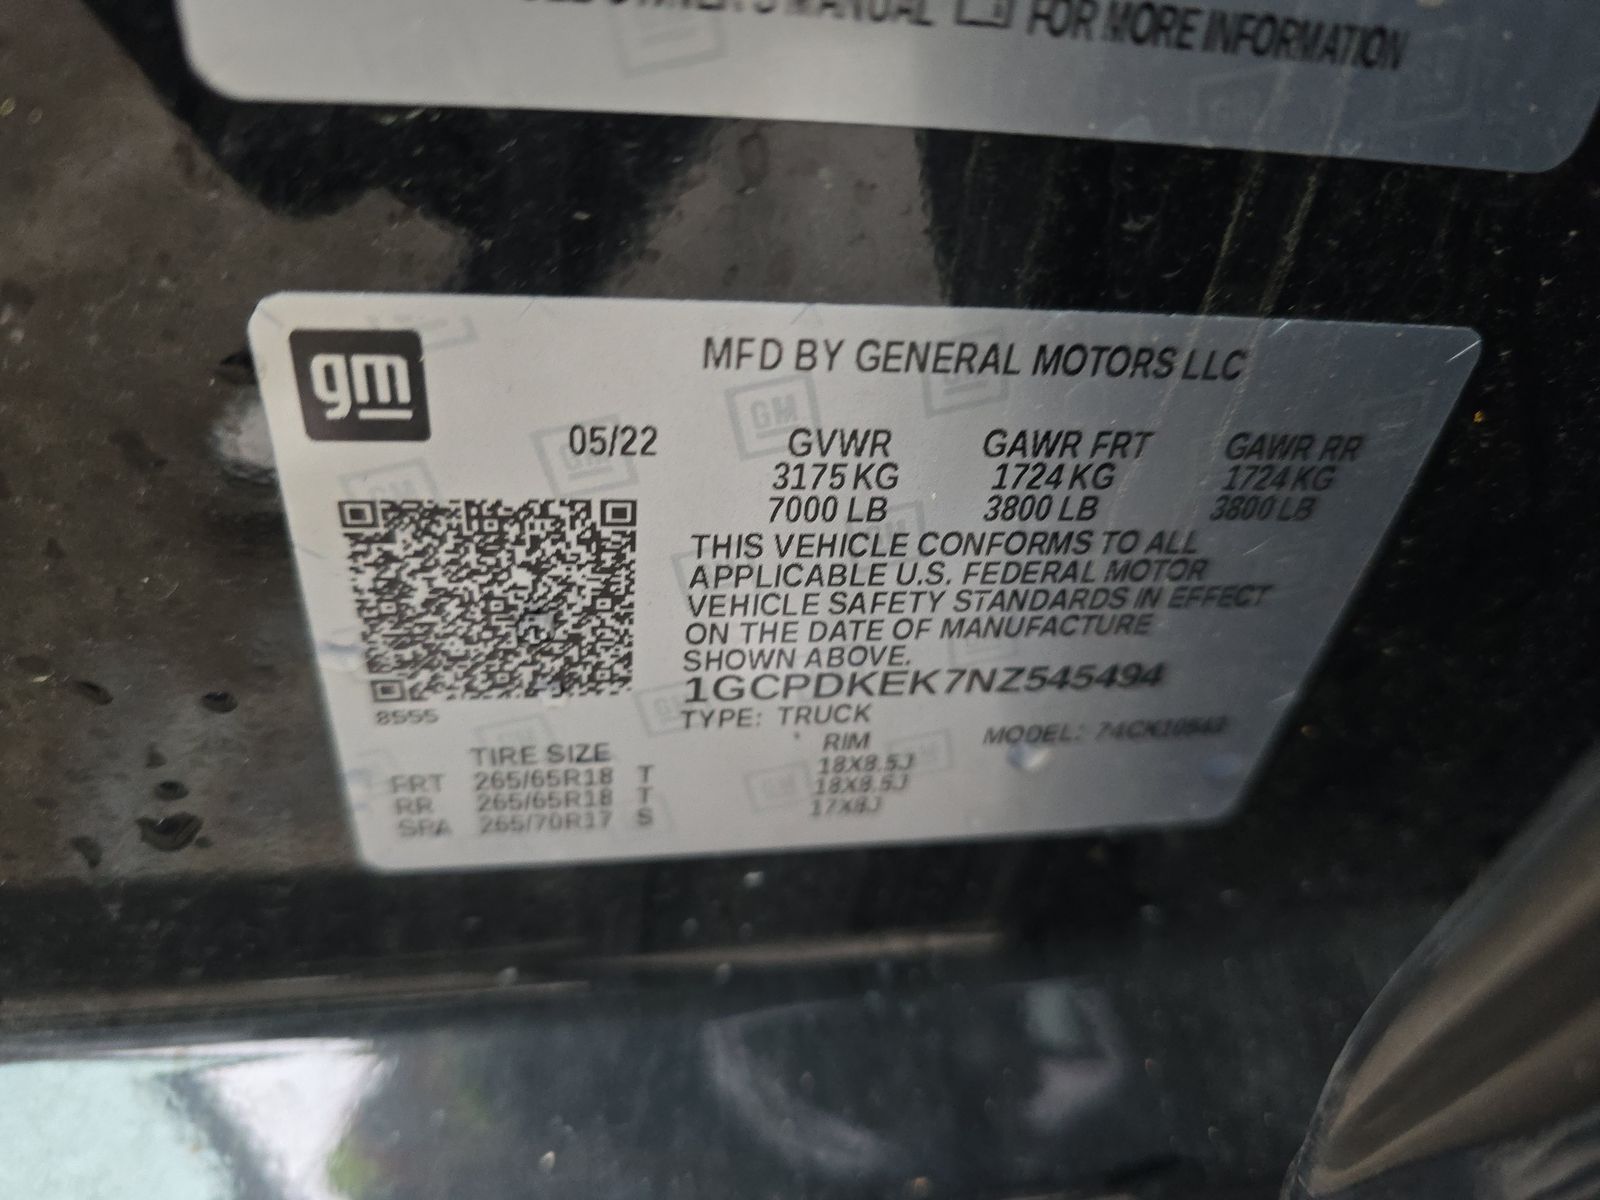 OWNER'S MANUAL FOR MORE INFORMATION
gm
MFD BY GENERAL MOTORS LLC
05/22 GVWR GAWR FRT GAWR RR
3175 KG 1724 KG 1724 KG
7000 LB 3800 LB 3800 LB
THIS VEHICLE CONFORMS TO ALL
APPLICABLE U.S. FEDERAL MOTOR
VEHICLE SAFETY STANDARDS IN EFFECT
ON THE DATE OF MANUFACTURE
SHOWN ABOVE.
1GCPDKEK7NZ545494
8555
TYPE: TRUCK
MODEL:
TIRE SIZE RIM
FRT 265/65R18 T 18X8.5J
RR 265/65R18 T 18X8.5J
SPA 265/70R17 S 17X8J